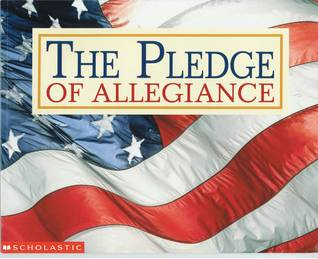 THE PLEDGE
OF ALLEGIANCE
SCHOLASTIC